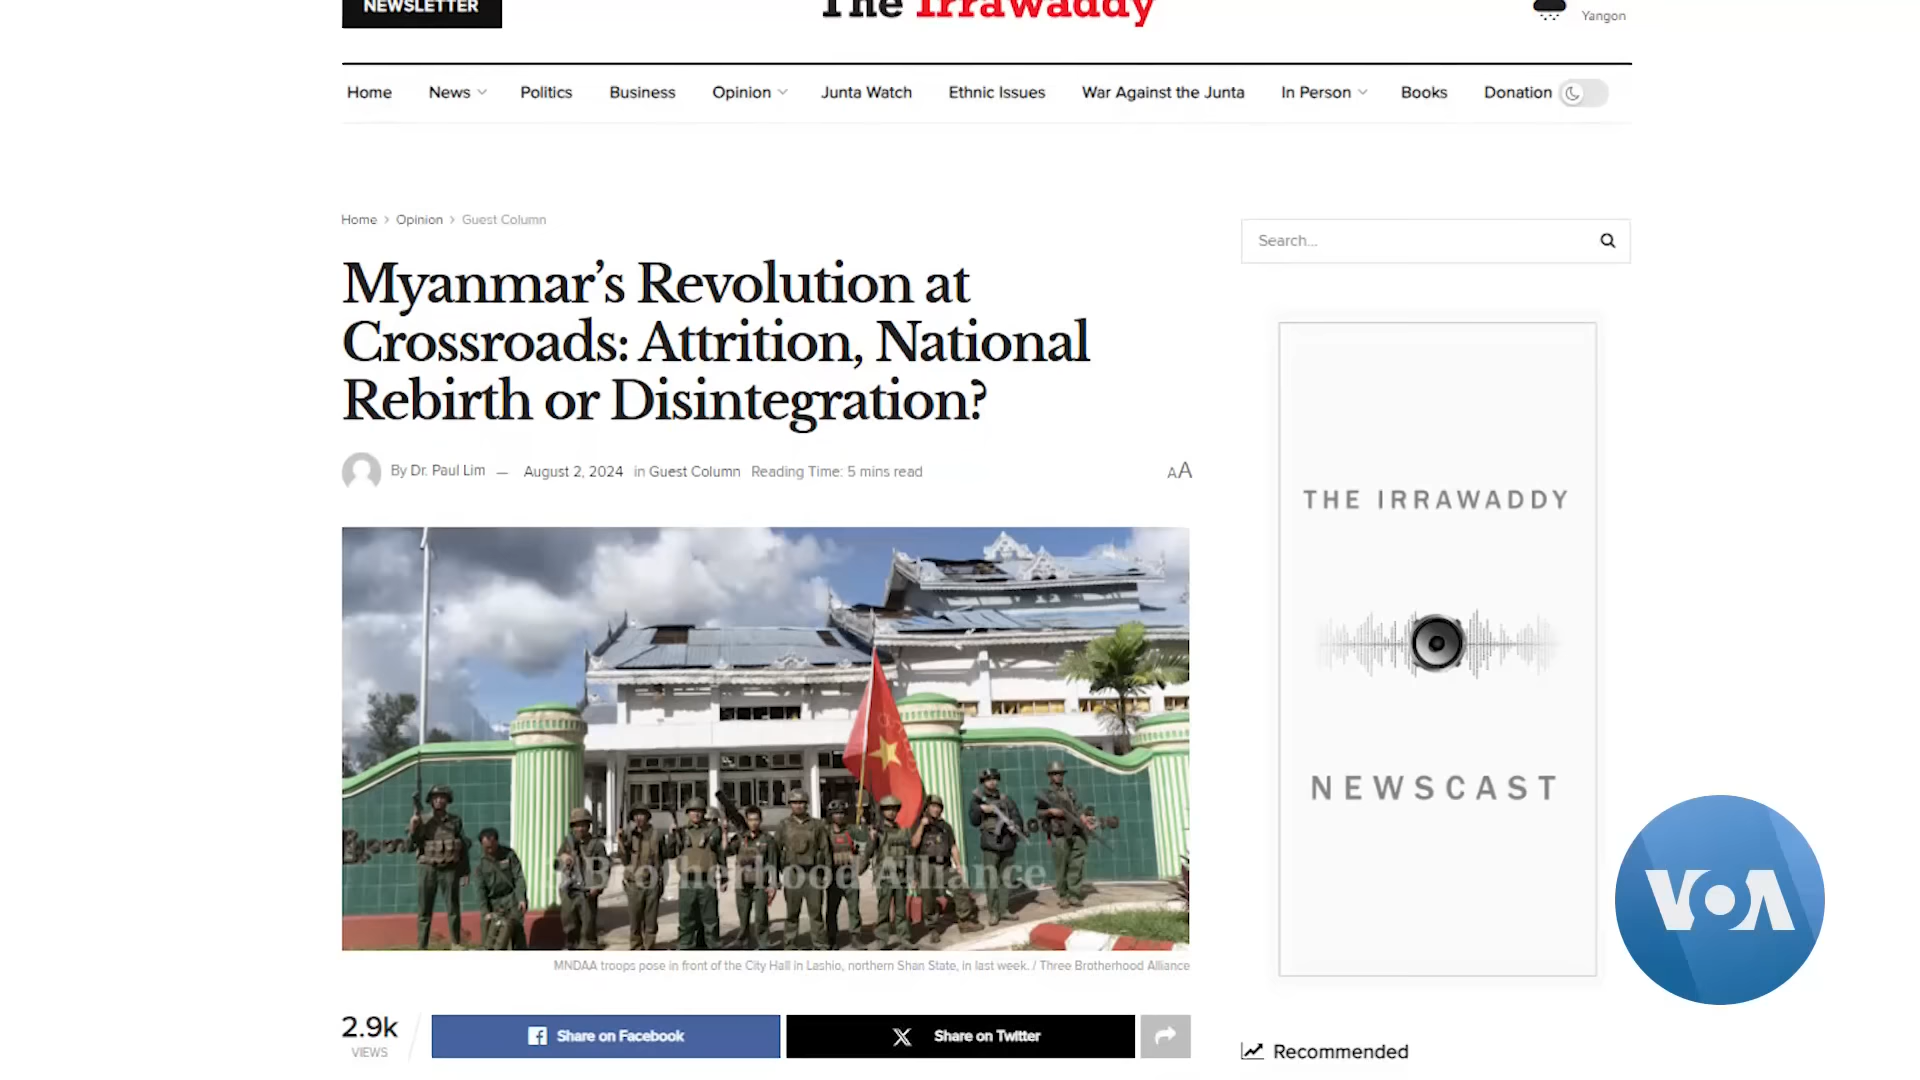 NEWSLETTER
The Irrawaddy
Yangon
Home News Politics Business Opinion Junta Watch Ethnic Issues War Against the Junta In Person Books Donation
Home > Opinion > Guest Column
Search...
Myanmar’s Revolution at
Crossroads: Attrition, National
Rebirth or Disintegration?
By Dr. Paul Lim — August 2, 2024 in Guest Column Reading Time: 5 mins read
AA
THE IRRAWADDY
NEWSCAST
Brotherhood Alliance
MNDAA troops pose in front of the City Hall in Lashio, northern Shan State, in last week. / Three Brotherhood Alliance
VOA
2.9k
VIEWS
Share on Facebook
Share on Twitter
Recommended